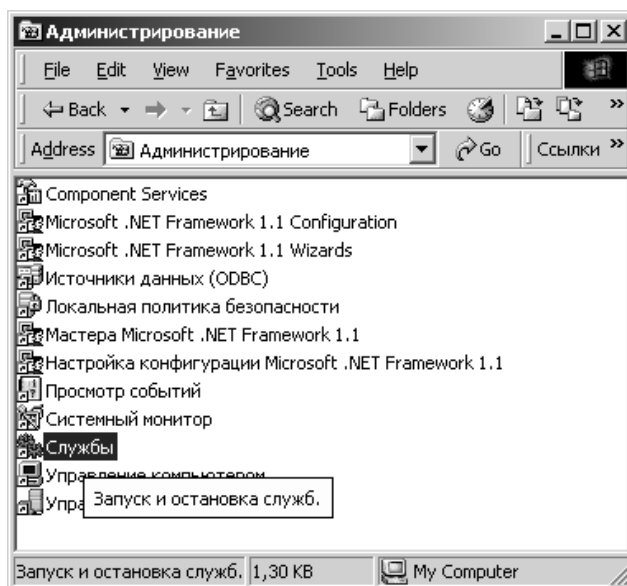 Администрирование
File Edit View Favorites Tools Help
Back Search Folders »
Address Администрирование Go Ссылки »
Component Services
Microsoft .NET Framework 1.1 Configuration
Microsoft .NET Framework 1.1 Wizards
Источники данных (ODBC)
Локальная политика безопасности
Мастера Microsoft .NET Framework 1.1
Настройка конфигурации Microsoft .NET Framework 1.1
Просмотр событий
Системный монитор
Службы
Управление компьютером
Запуск и остановка служб.
Запуск и остановка служб. 1,30 KB My Computer